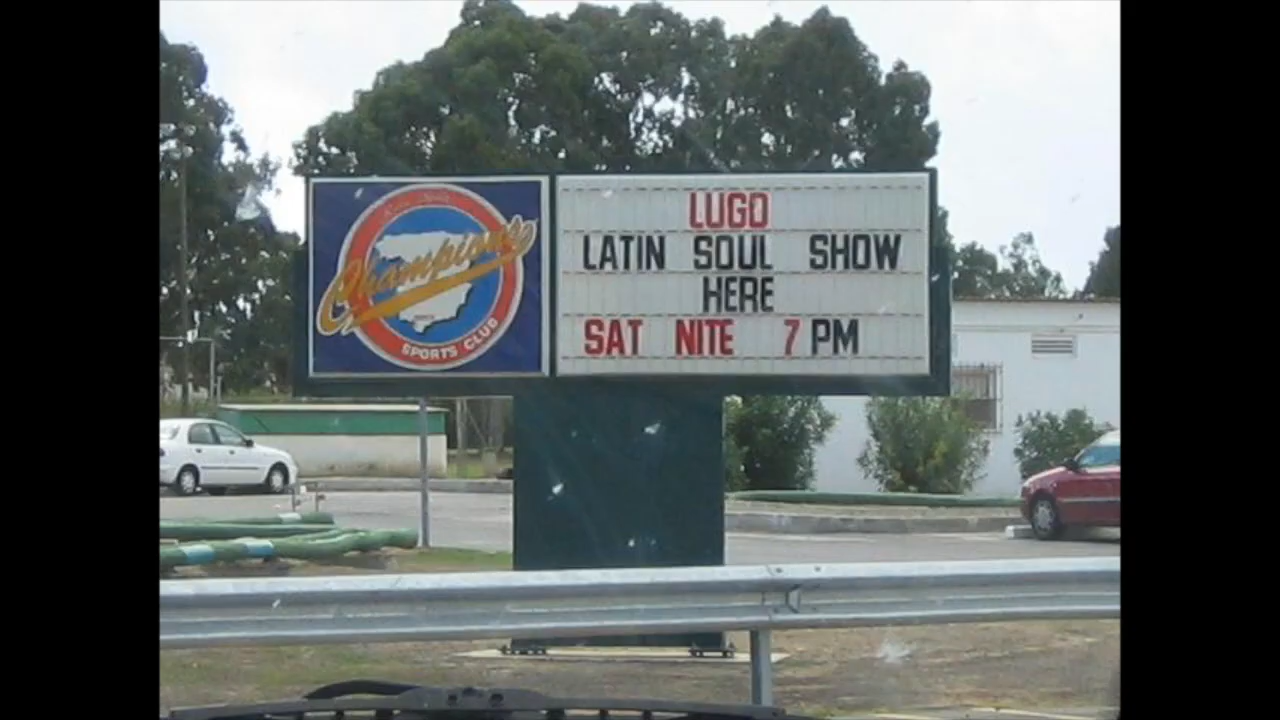 Champions
SPORTS CLUB
LUGO
LATIN SOUL SHOW
HERE
SAT NITE 7 PM